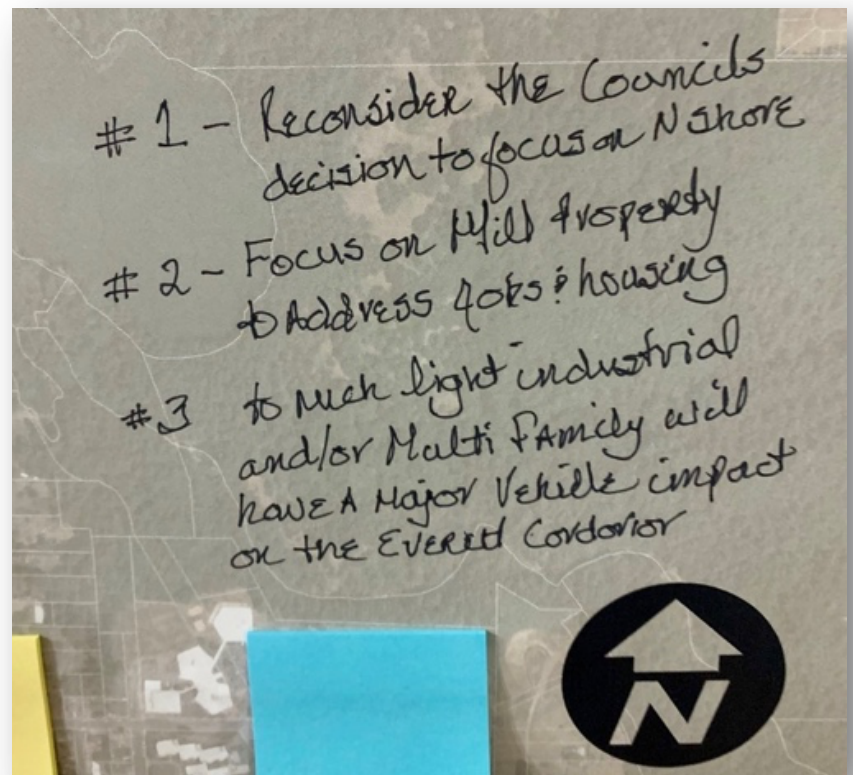 #1 - Reconsider the Councils
decision to focus on N Shore
#2 - Focus on Mill Property
to Address Jobs & housing
#3 to much light industrial
and/or Multi Family will
have A Major Vehicle impact
on the Everett Cordorior
N